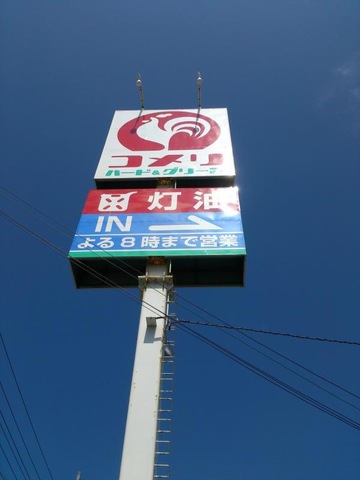 コメリ
ハード&グリーン
灯油
IN
よる8時まで営業